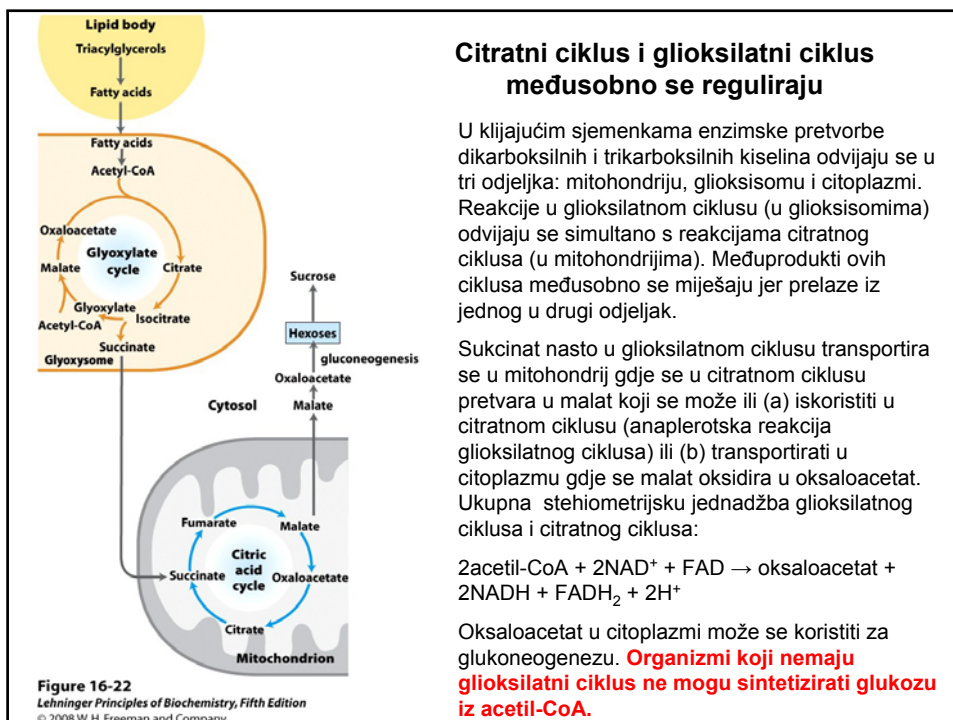 Lipid body
Triacylglycerols
Fatty acids
Fatty acids
Acetyl-CoA
Oxaloacetate
Glyoxylate
cycle
Malate
Citrate
Glyoxylate
Isocitrate
Acetyl-CoA
Succinate
Glyoxysome
Sucrose
Hexoses
gluconeogenesis
Oxaloacetate
Cytosol
Malate
Fumarate
Malate
Citric
acid
cycle
Succinate
Oxaloacetate
Citrate
Mitochondrion
Figure 16-22
Lehninger Principles of Biochemistry, Fifth Edition
© 2008 W. H. Freeman and Company
Citratni ciklus i glioksilatni ciklus
međusobno se reguliraju
U klijajućim sjemenkama enzimske pretvorbe
dikarboksilnih i trikarboksilnih kiselina odvijaju se u
tri odjeljka: mitohondriju, glioksisomu i citoplazmi.
Reakcije u glioksilatnom ciklusu (u glioksisomima)
odvijaju se simultano s reakcijama citratnog
ciklusa (u mitohondrijima). Međuprodukti ovih
ciklusa međusobno se miješaju jer prelaze iz
jednog u drugi odjeljak.
Sukcinat nasto u glioksilatnom ciklusu transportira
se u mitohondrij gdje se u citratnom ciklusu
pretvara u malat koji se može ili (a) iskoristiti u
citratnom ciklusu (anaplerotska reakcija
glioksilatnog ciklusa) ili (b) transportirati u
citoplazmu gdje se malat oksidira u oksaloacetat.
Ukupna stehiometrijsku jednadžba glioksilatnog
ciklusa i citratnog ciklusa:
2acetil-CoA + 2NAD⁺ + FAD → oksaloacetat +
2NADH + FADH₂ + 2H⁺
Oksaloacetat u citoplazmi može se koristiti za
glukoneogenezu. Organizmi koji nemaju
glioksilatni ciklus ne mogu sintetizirati glukozu
iz acetil-CoA.